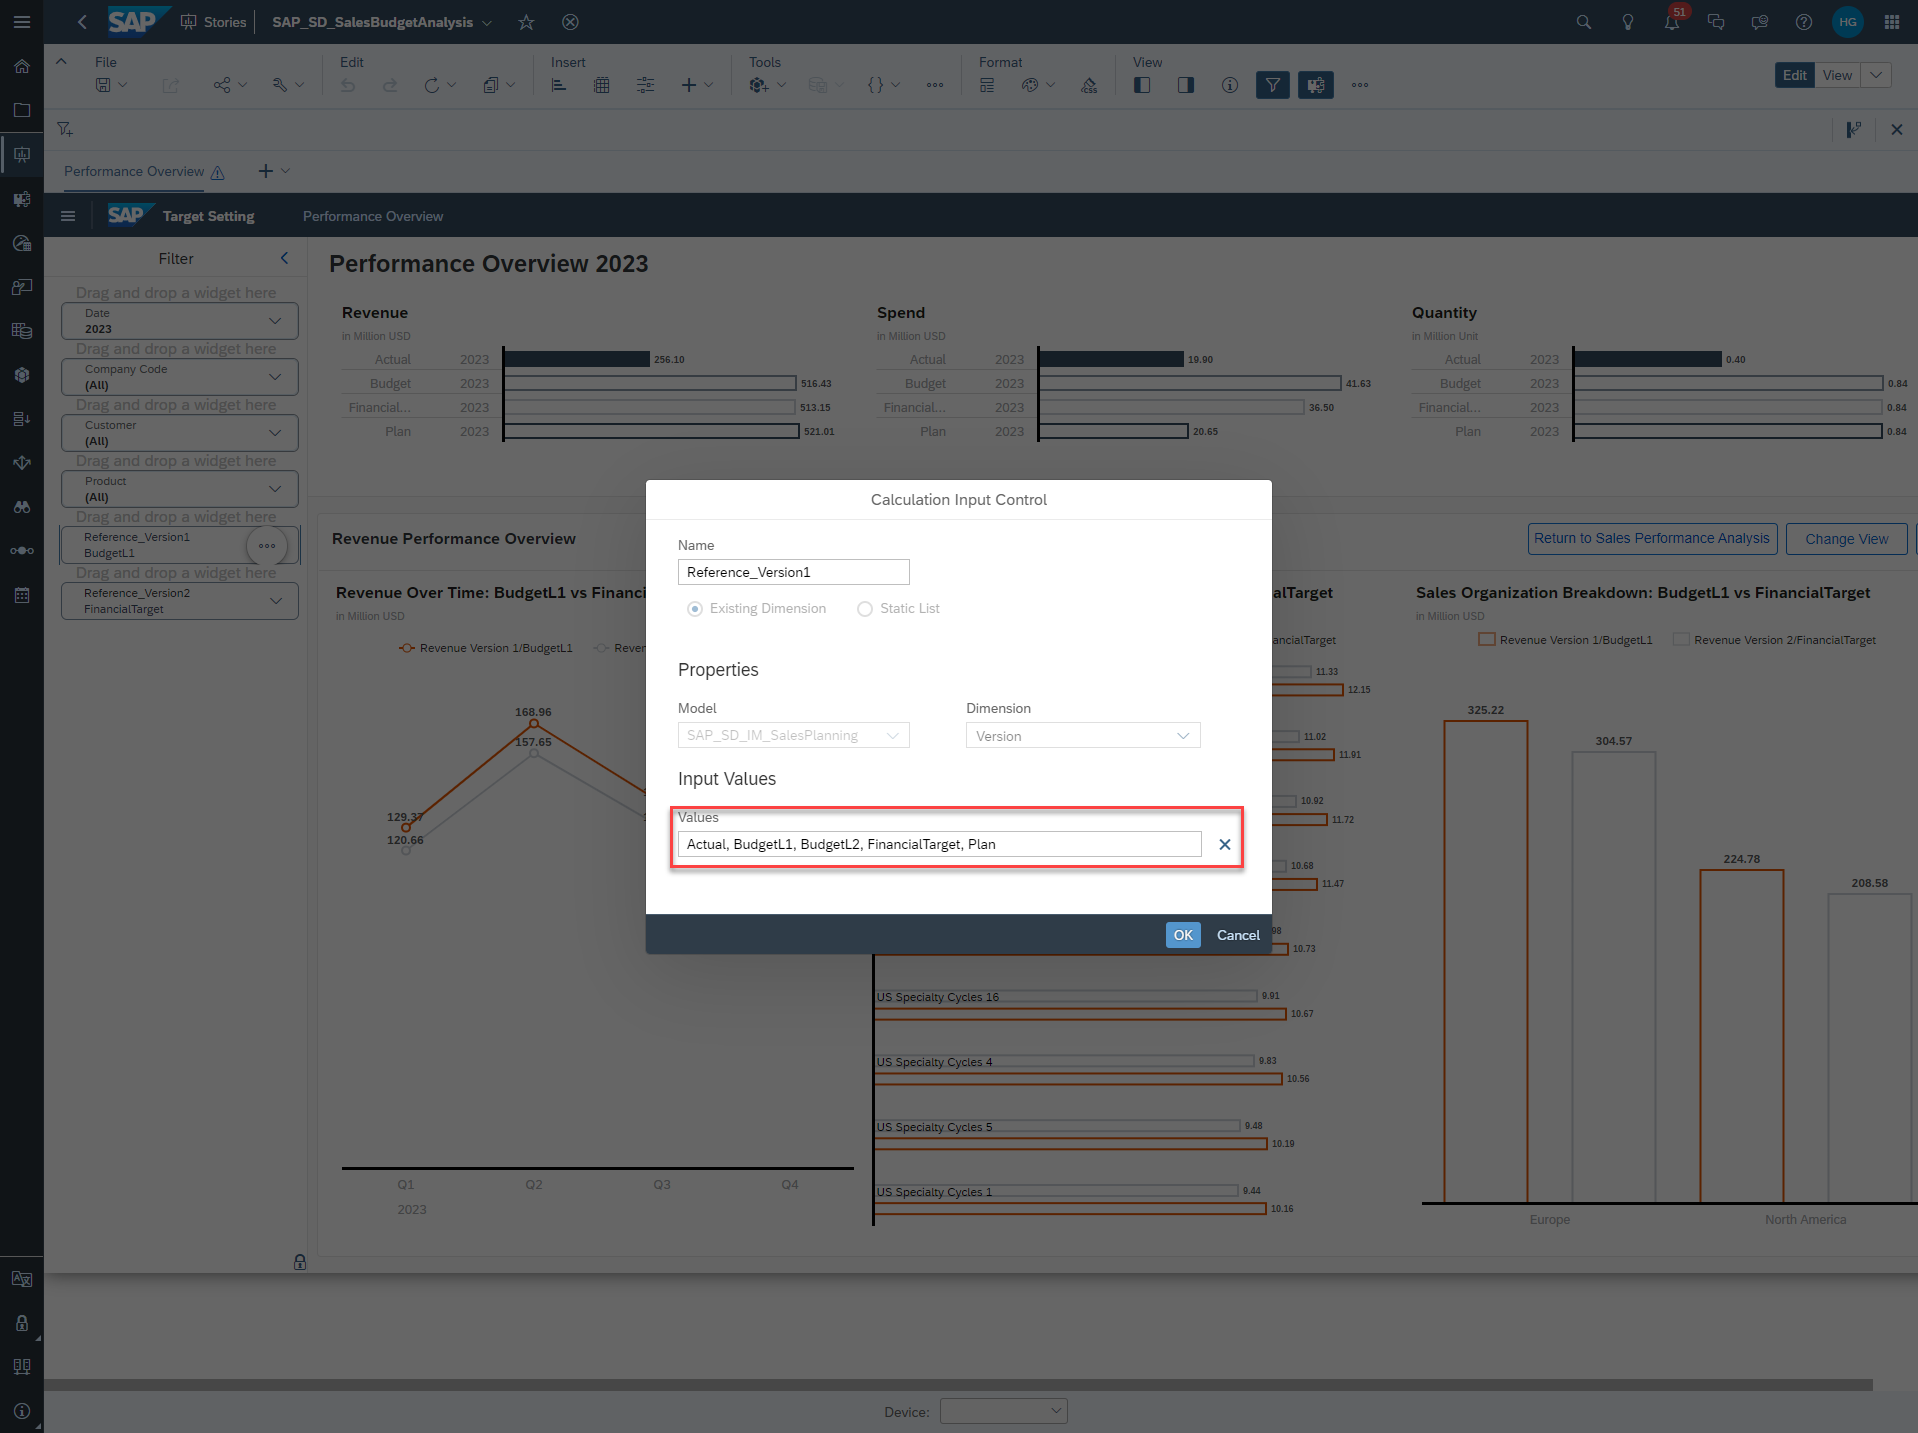 SAP Stories SAP_SD_SalesBudgetAnalysis 51 HG
File Edit Insert Tools Format View
CSS
Edit View
Performance Overview
SAP Target Setting Performance Overview
Filter
Drag and drop a widget here
Date
2023
Drag and drop a widget here
Company Code
(All)
Drag and drop a widget here
Customer
(All)
Drag and drop a widget here
Product
(All)
Drag and drop a widget here
Reference_Version1
BudgetL1
Drag and drop a widget here
Reference_Version2
FinancialTarget
Performance Overview 2023
Revenue
in Million USD
Actual 2023 256.10
Budget 2023 516.43
Financial... 2023 513.15
Plan 2023 521.01
Spend
in Million USD
Actual 2023 19.90
Budget 2023 41.63
Financial... 2023 36.50
Plan 2023 20.65
Quantity
in Million Unit
Actual 2023 0.40
Budget 2023 0.84
Financial... 2023 0.84
Plan 2023 0.84
Revenue Performance Overview
Return to Sales Performance Analysis
Change View
Revenue Over Time: BudgetL1 vs Financi
in Million USD
Revenue Version 1/BudgetL1 Rever
168.96
157.65
129.37
120.66
Q1 Q2 Q3 Q4
2023
Calculation Input Control
Name
Reference_Version1
Existing Dimension Static List
Properties
Model Dimension
SAP_SD_IM_SalesPlanning Version
Input Values
Values
Actual, BudgetL1, BudgetL2, FinancialTarget, Plan
OK Cancel
alTarget
ancialTarget
11.33
12.15
11.02
11.91
10.92
11.72
10.68
11.47
98
10.73
US Specialty Cycles 16 9.91
10.67
US Specialty Cycles 4 9.83
10.56
US Specialty Cycles 5 9.48
10.19
US Specialty Cycles 1 9.44
10.16
Sales Organization Breakdown: BudgetL1 vs FinancialTarget
in Million USD
Revenue Version 1/BudgetL1 Revenue Version 2/FinancialTarget
325.22
304.57
224.78
208.58
Europe North America
Device: